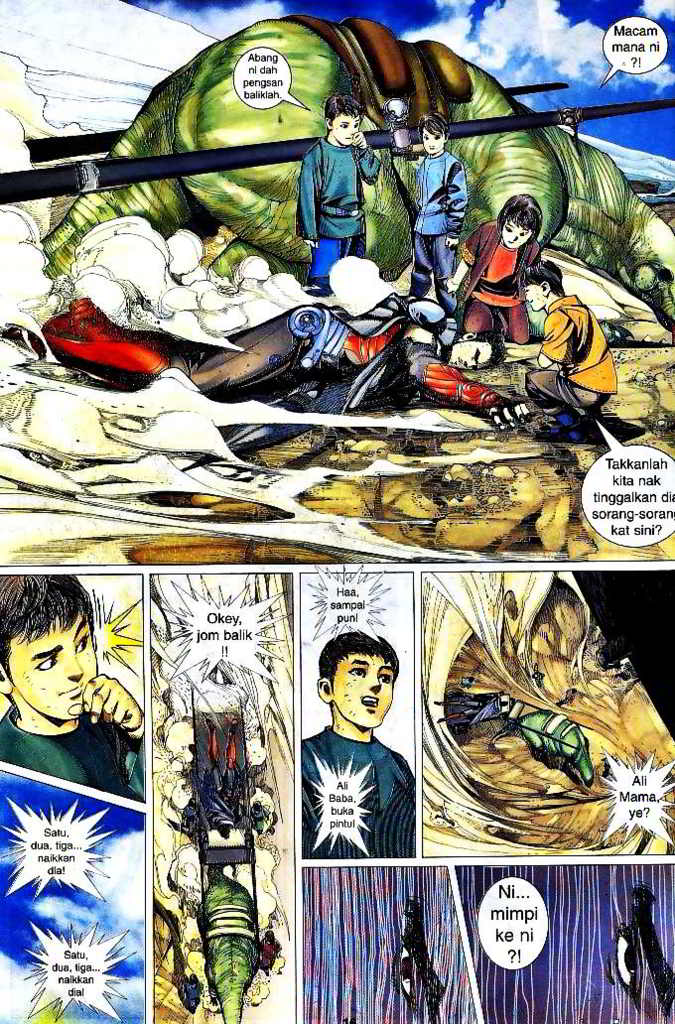 Abang
ni dah
pengsan
baliklah.
Macam
mana ni
?!
Takkanlah
kita nak
tinggalkan dia
sorang-sorang
kat sini?
Okey,
jom balik
!!
Haa,
sampai
pun!
Ali
Baba,
buka
pintu!
Ali
Mama,
ye?
Satu,
dua, tiga...
naikkan
dia!
Satu,
dua, tiga...
naikkan
dia!
Ni...
mimpi
ke ni
?!